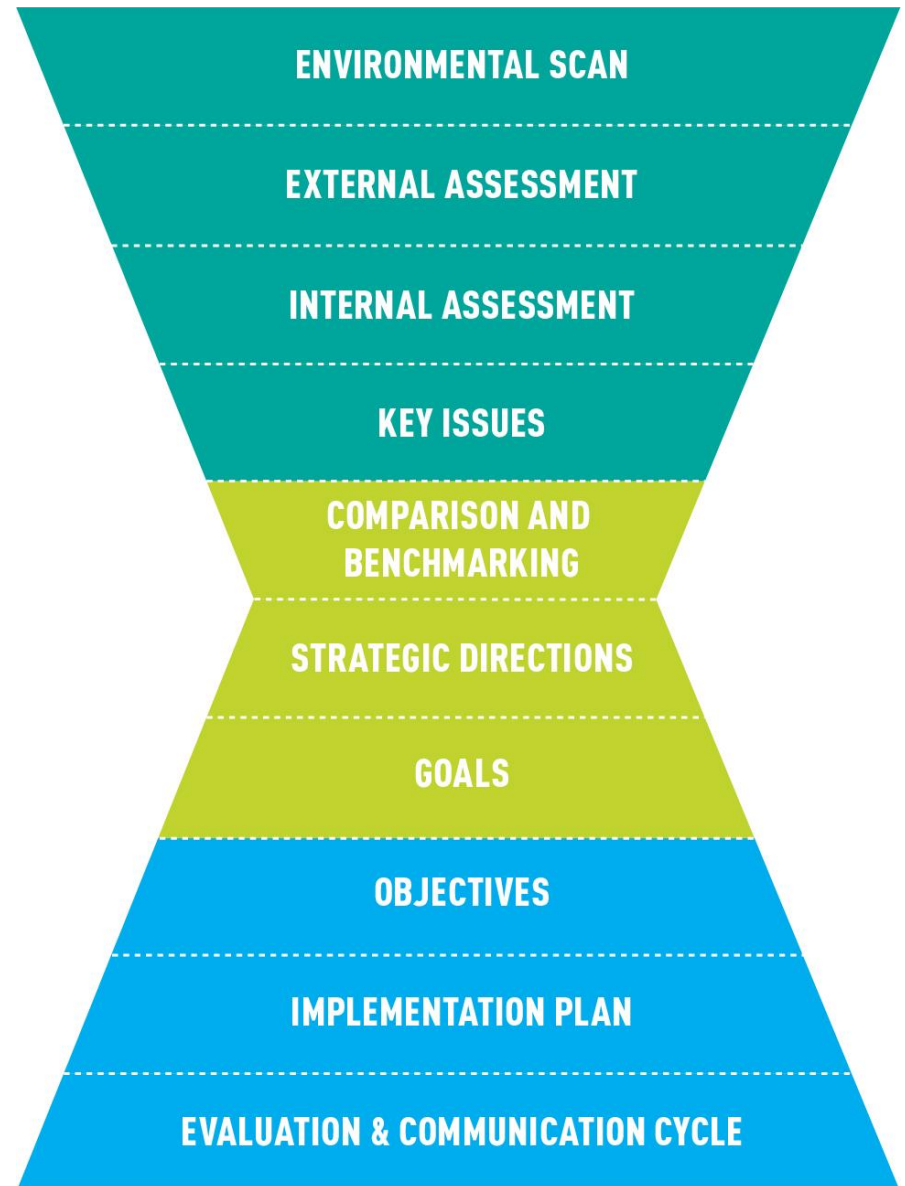 ENVIRONMENTAL SCAN
EXTERNAL ASSESSMENT
INTERNAL ASSESSMENT
KEY ISSUES
COMPARISON AND
BENCHMARKING
STRATEGIC DIRECTIONS
GOALS
OBJECTIVES
IMPLEMENTATION PLAN
EVALUATION & COMMUNICATION CYCLE